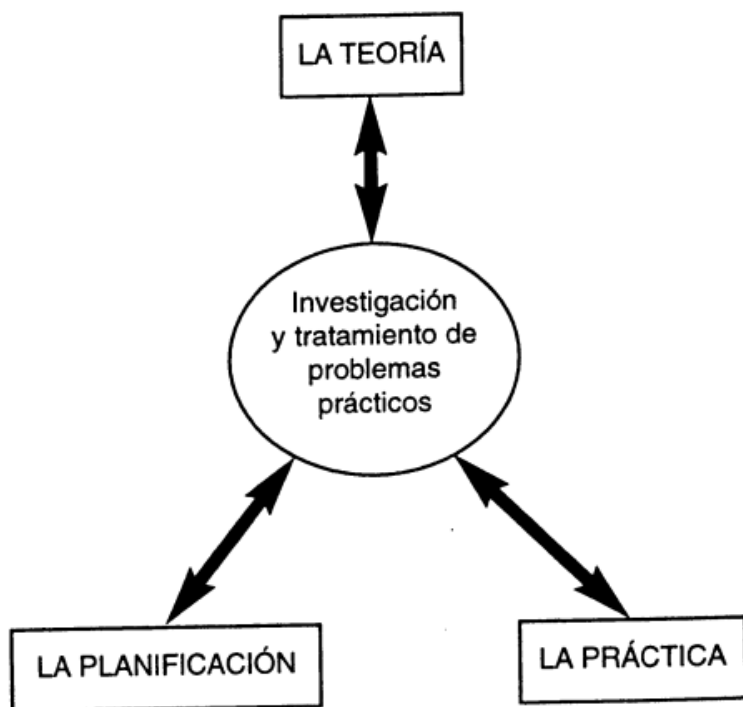 LA TEORÍA
Investigación
y tratamiento de
problemas
prácticos
LA PLANIFICACIÓN
LA PRÁCTICA